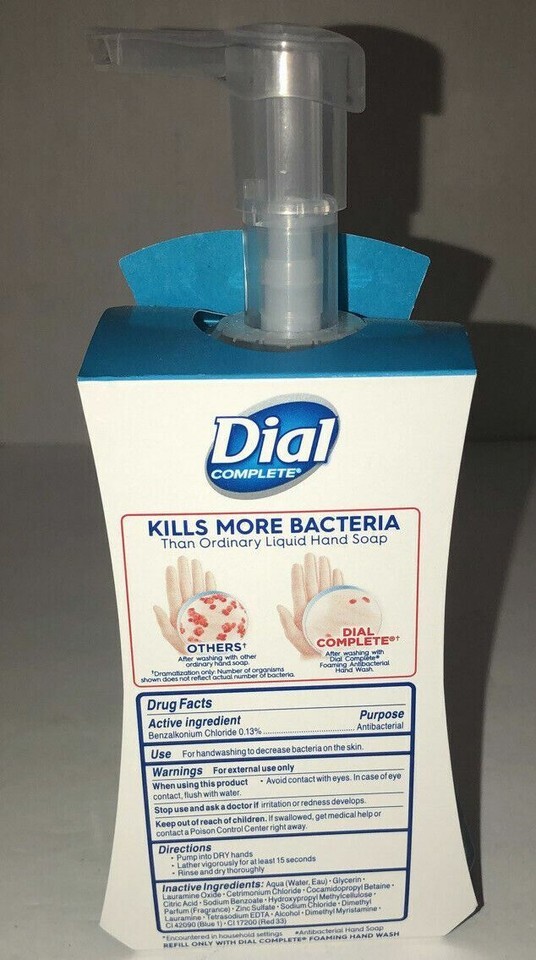 Dial
COMPLETE®
KILLS MORE BACTERIA
Than Ordinary Liquid Hand Soap
OTHERS†
After washing with other
ordinary hand soap.
DIAL
COMPLETE®†
After washing with
Dial Complete®
Foaming Antibacterial
Hand Wash.
†Dramatization only: Number of organisms
shown does not reflect actual number of bacteria.
Drug Facts
Active ingredient Purpose
Benzalkonium Chloride 0.13%........................Antibacterial
Use For handwashing to decrease bacteria on the skin.
Warnings For external use only
When using this product • Avoid contact with eyes. In case of eye
contact, flush with water.
Stop use and ask a doctor if irritation or redness develops.
Keep out of reach of children. If swallowed, get medical help or
contact a Poison Control Center right away.
Directions
• Pump into DRY hands
• Lather vigorously for at least 15 seconds
• Rinse and dry thoroughly
Inactive Ingredients: Aqua (Water, Eau) • Glycerin •
Lauramine Oxide • Cetrimonium Chloride • Cocamidopropyl Betaine •
Citric Acid • Sodium Benzoate • Hydroxypropyl Methylcellulose •
Parfum (Fragrance) • Zinc Sulfate • Sodium Chloride • Dimethyl
Lauramine • Tetrasodium EDTA • Alcohol • Dimethyl Myristamine •
CI 42090 (Blue 1) • CI 17200 (Red 33)
*Encountered in household settings #Antibacterial Hand Soap
REFILL ONLY WITH DIAL COMPLETE® FOAMING HAND WASH